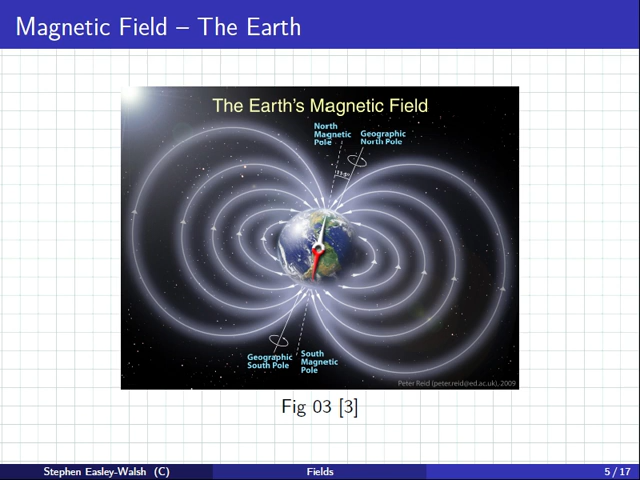 Magnetic Field – The Earth
The Earth's Magnetic Field
North
Magnetic
Pole
Geographic
North Pole
11.5°
Geographic
South Pole
South
Magnetic
Pole
Peter Reid (peter.reid@ed.ac.uk), 2009
Fig 03 [3]
Stephen Easley-Walsh (C)
Fields
5 / 17